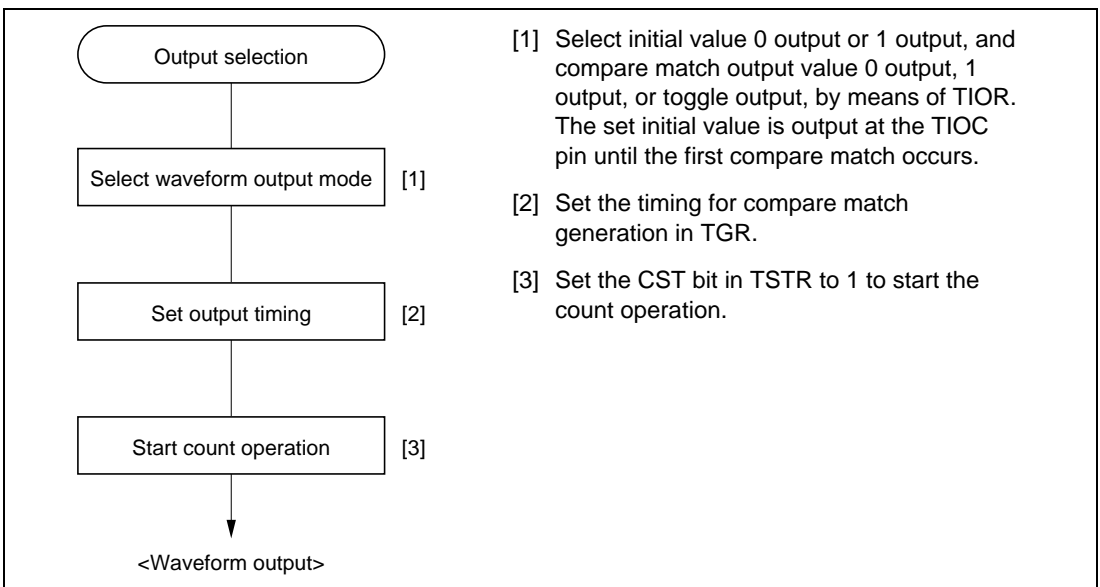 Output selection
Select waveform output mode [1]
Set output timing [2]
Start count operation [3]
<Waveform output>
[1] Select initial value 0 output or 1 output, and
compare match output value 0 output, 1
output, or toggle output, by means of TIOR.
The set initial value is output at the TIOC
pin until the first compare match occurs.
[2] Set the timing for compare match
generation in TGR.
[3] Set the CST bit in TSTR to 1 to start the
count operation.